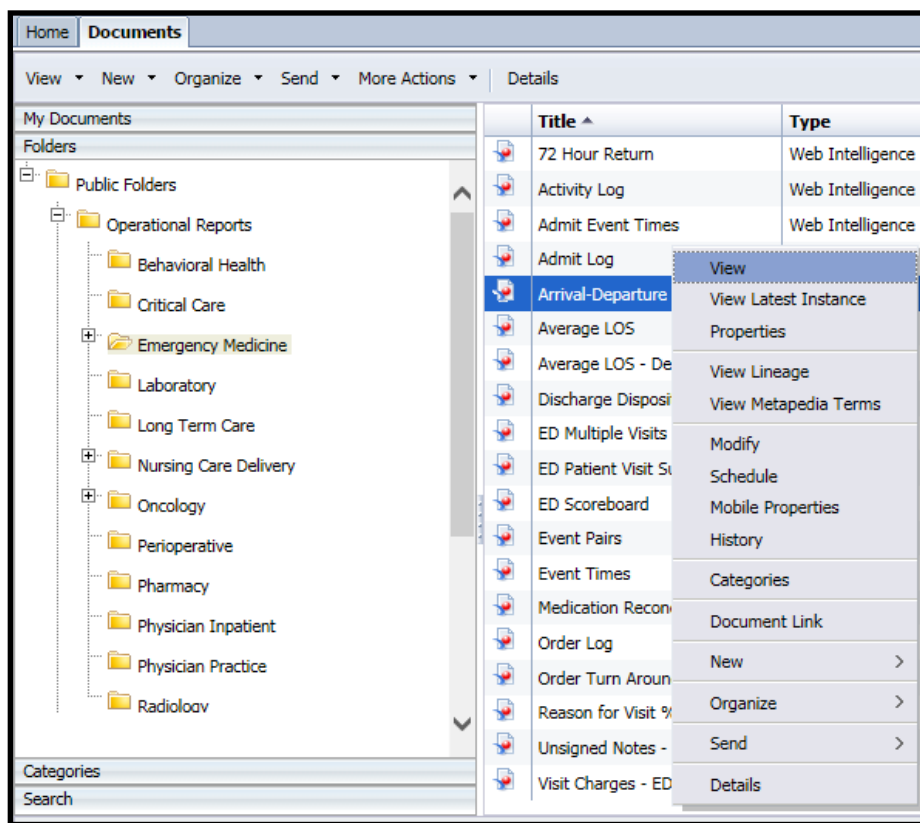 Home Documents
View New Organize Send More Actions Details
My Documents
Folders
Public Folders
Operational Reports
Behavioral Health
Critical Care
Emergency Medicine
Laboratory
Long Term Care
Nursing Care Delivery
Oncology
Perioperative
Pharmacy
Physician Inpatient
Physician Practice
Radiology
Categories
Search
Title Type
72 Hour Return Web Intelligence
Activity Log Web Intelligence
Admit Event Times Web Intelligence
Admit Log
Arrival-Departure
Average LOS
Average LOS - De
Discharge Disposi
ED Multiple Visits
ED Patient Visit Su
ED Scoreboard
Event Pairs
Event Times
Medication Recon
Order Log
Order Turn Aroun
Reason for Visit %
Unsigned Notes -
Visit Charges - ED
View
View Latest Instance
Properties
View Lineage
View Metapedia Terms
Modify
Schedule
Mobile Properties
History
Categories
Document Link
New
Organize
Send
Details